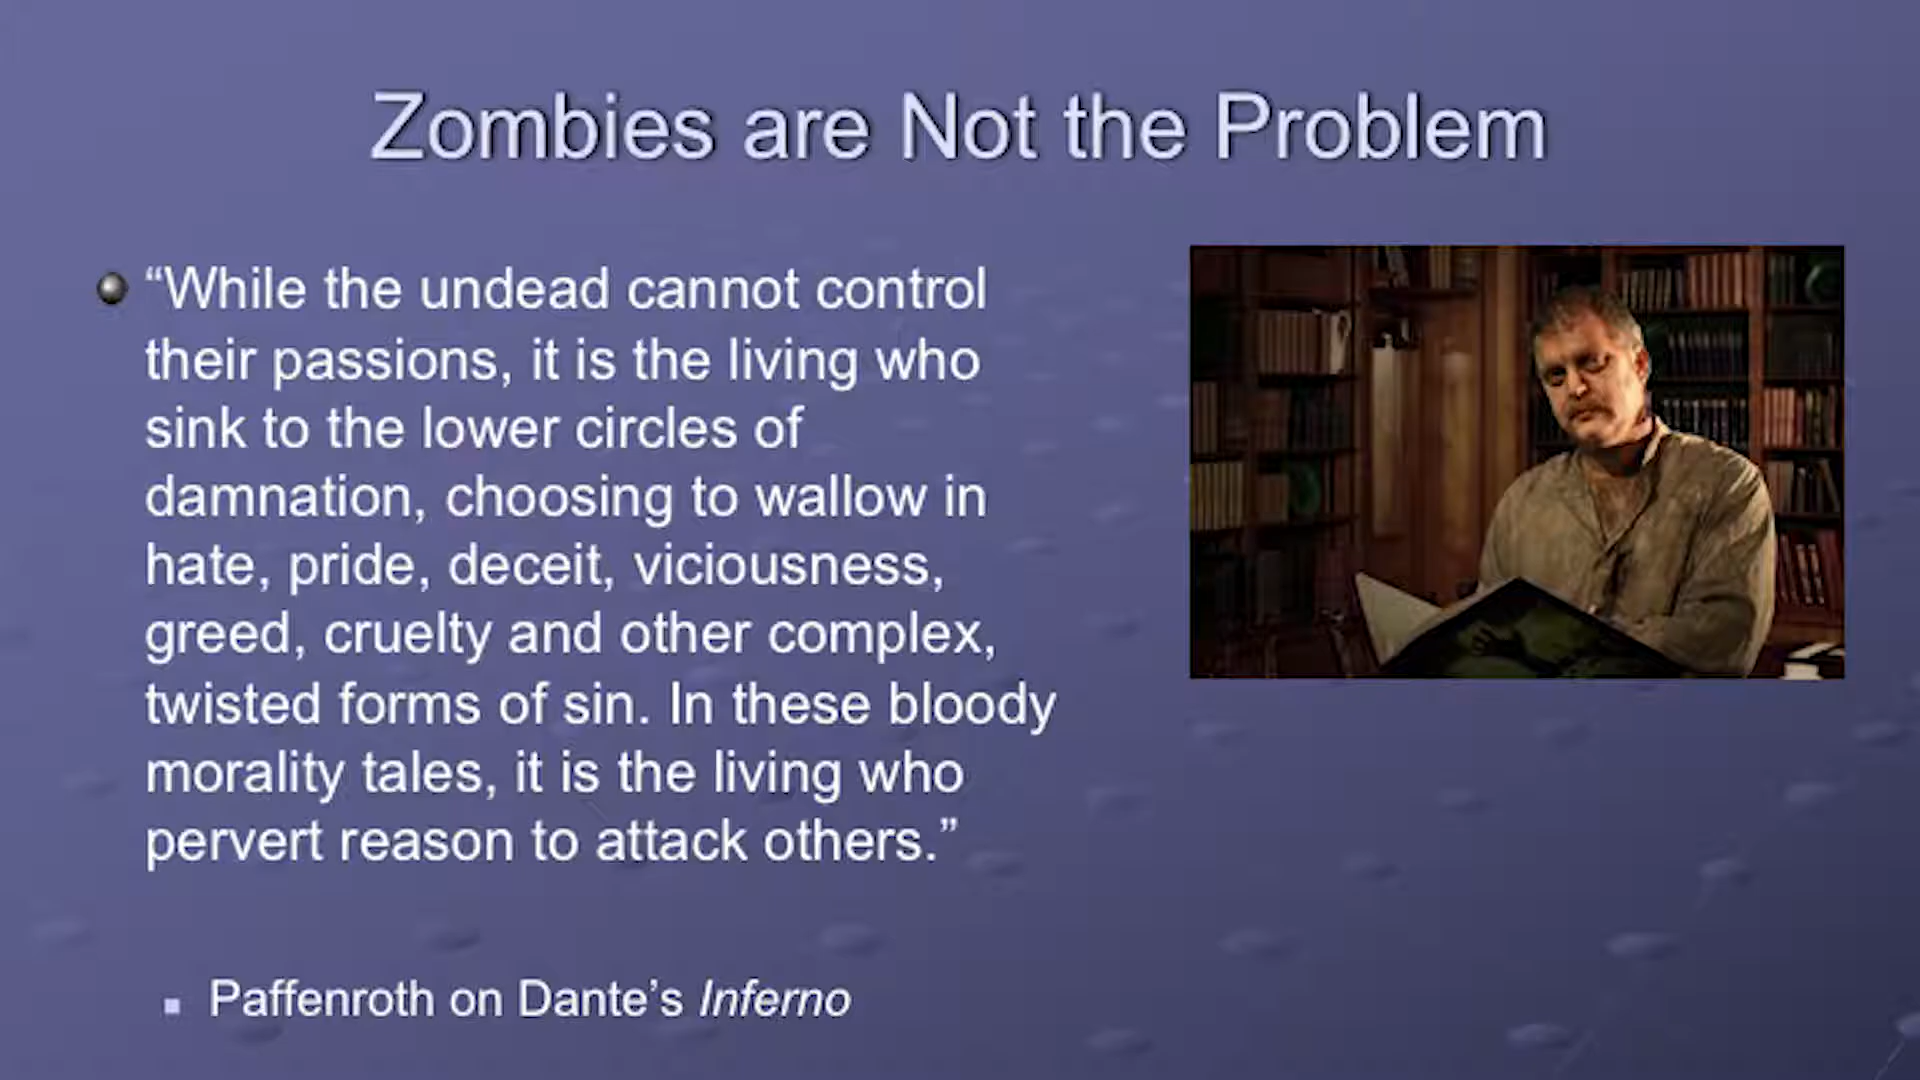 Zombies are Not the Problem
“While the undead cannot control
their passions, it is the living who
sink to the lower circles of
damnation, choosing to wallow in
hate, pride, deceit, viciousness,
greed, cruelty and other complex,
twisted forms of sin. In these bloody
morality tales, it is the living who
pervert reason to attack others.”
Paffenroth on Dante’s Inferno